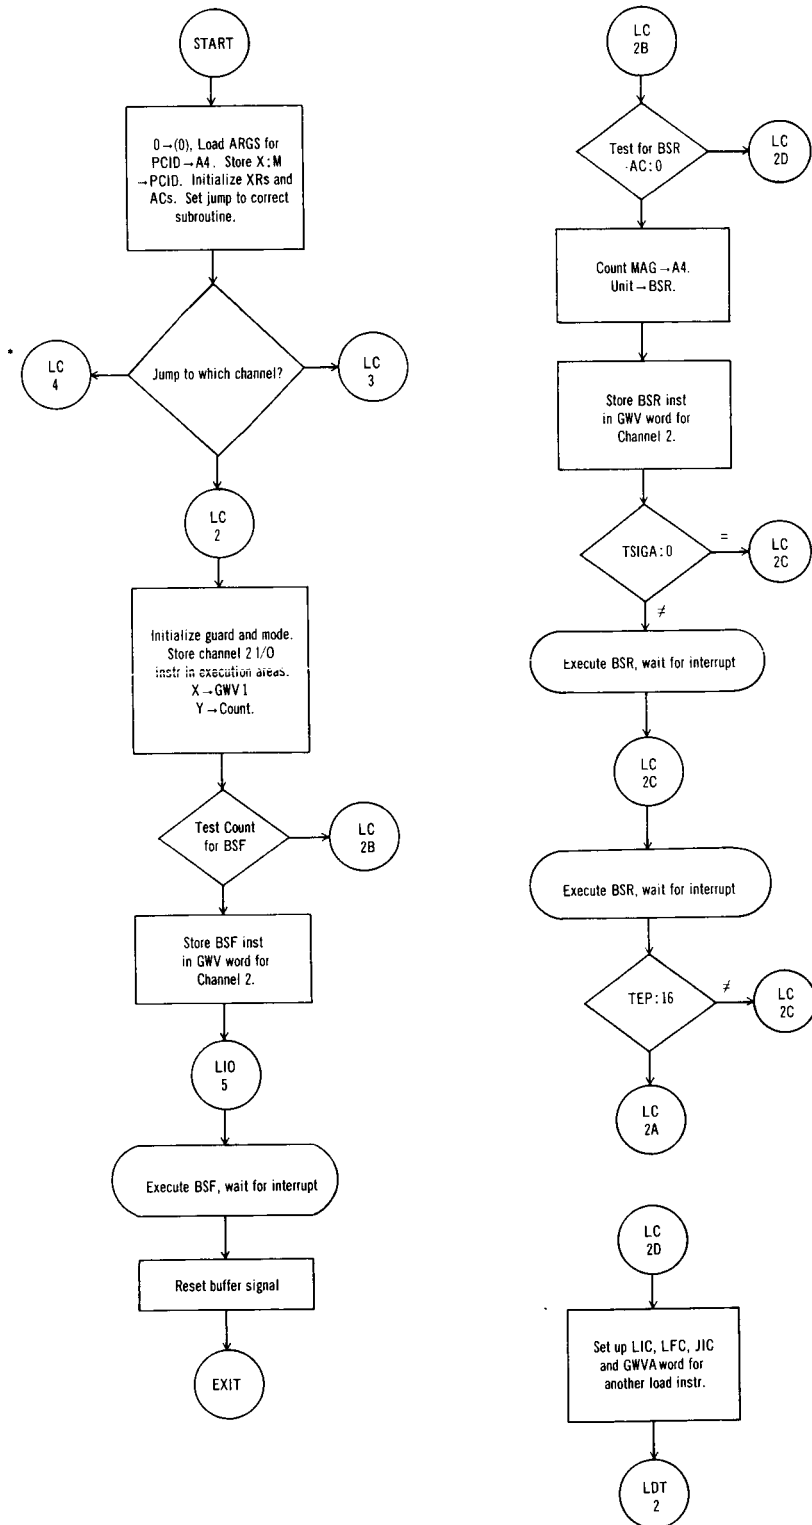 START
0→(0), Load ARGS for
PCID→A4. Store X:M
→PCID. Initialize XRs and
ACs. Set jump to correct
subroutine.
Jump to which channel?
LC
4
LC
3
LC
2
Initialize guard and mode.
Store channel 2 I/O
instr in execution areas.
X→GWV1
Y→Count.
Test Count
for BSF
LC
2B
Store BSF inst
in GWV word for
Channel 2.
LIO
5
Execute BSF, wait for interrupt
Reset buffer signal
EXIT
LC
2B
Test for BSR
-AC:0
LC
2D
Count MAG→A4.
Unit→BSR.
Store BSR inst
in GWV word for
Channel 2.
TSIGA:0
=
LC
2C
≠
Execute BSR, wait for interrupt
LC
2C
Execute BSR, wait for interrupt
TEP:16
≠
LC
2C
LC
2A
LC
2D
Set up LIC, LFC, JIC
and GWVA word for
another load instr.
LDT
2